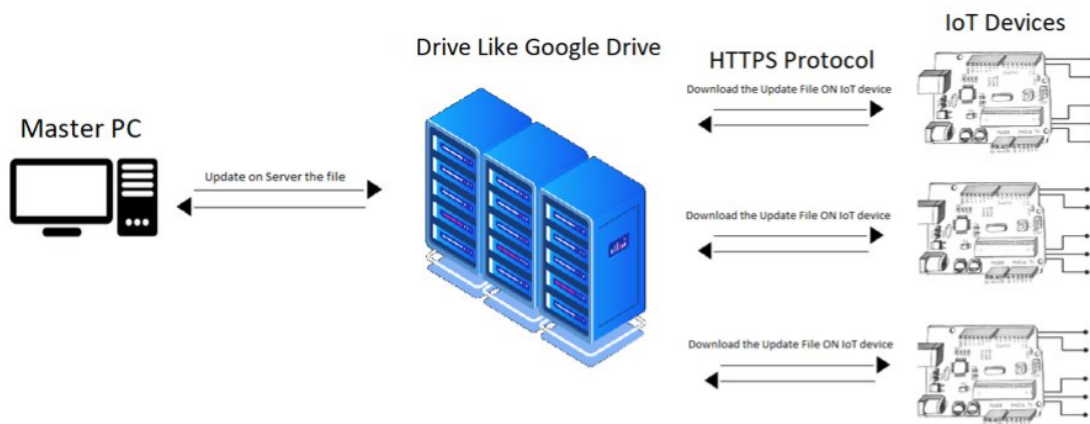 IoT Devices
Drive Like Google Drive
HTTPS Protocol
Download the Update File ON IoT device
Master PC
Update on Server the file
Download the Update File ON IoT device
Download the Update File ON IoT device